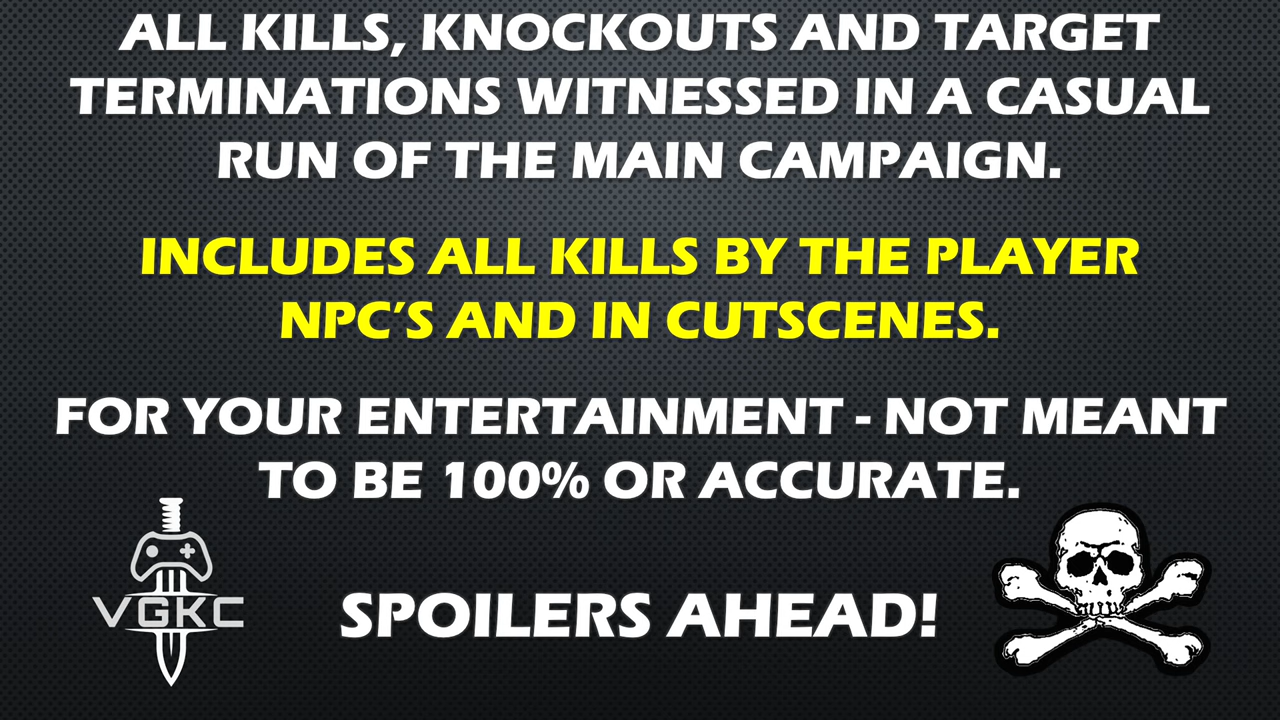 ALL KILLS, KNOCKOUTS AND TARGET
TERMINATIONS WITNESSED IN A CASUAL
RUN OF THE MAIN CAMPAIGN.
INCLUDES ALL KILLS BY THE PLAYER
NPC'S AND IN CUTSCENES.
FOR YOUR ENTERTAINMENT - NOT MEANT
TO BE 100% OR ACCURATE.
VGKC
SPOILERS AHEAD!